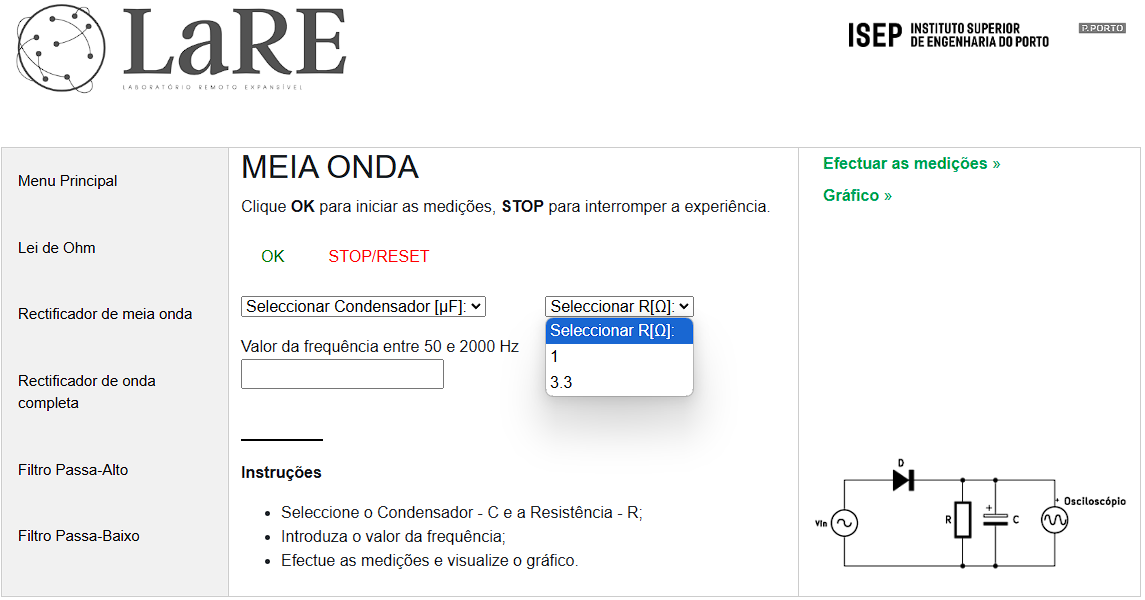 LaRE
LABORATÓRIO REMOTO EXPANSÍVEL
ISEP INSTITUTO SUPERIOR
DE ENGENHARIA DO PORTO
P.PORTO
Menu Principal
Lei de Ohm
Rectificador de meia onda
Rectificador de onda
completa
Filtro Passa-Alto
Filtro Passa-Baixo
MEIA ONDA
Clique OK para iniciar as medições, STOP para interromper a experiência.
OK STOP/RESET
Seleccionar Condensador [µF]: Seleccionar R[Ω]:
Seleccionar R[Ω]:
1
3.3
Valor da frequência entre 50 e 2000 Hz
Instruções
• Seleccione o Condensador - C e a Resistência - R;
• Introduza o valor da frequência;
• Efectue as medições e visualize o gráfico.
Efectuar as medições »
Gráfico »
D
+ Osciloscópio
Vin
R
+
C